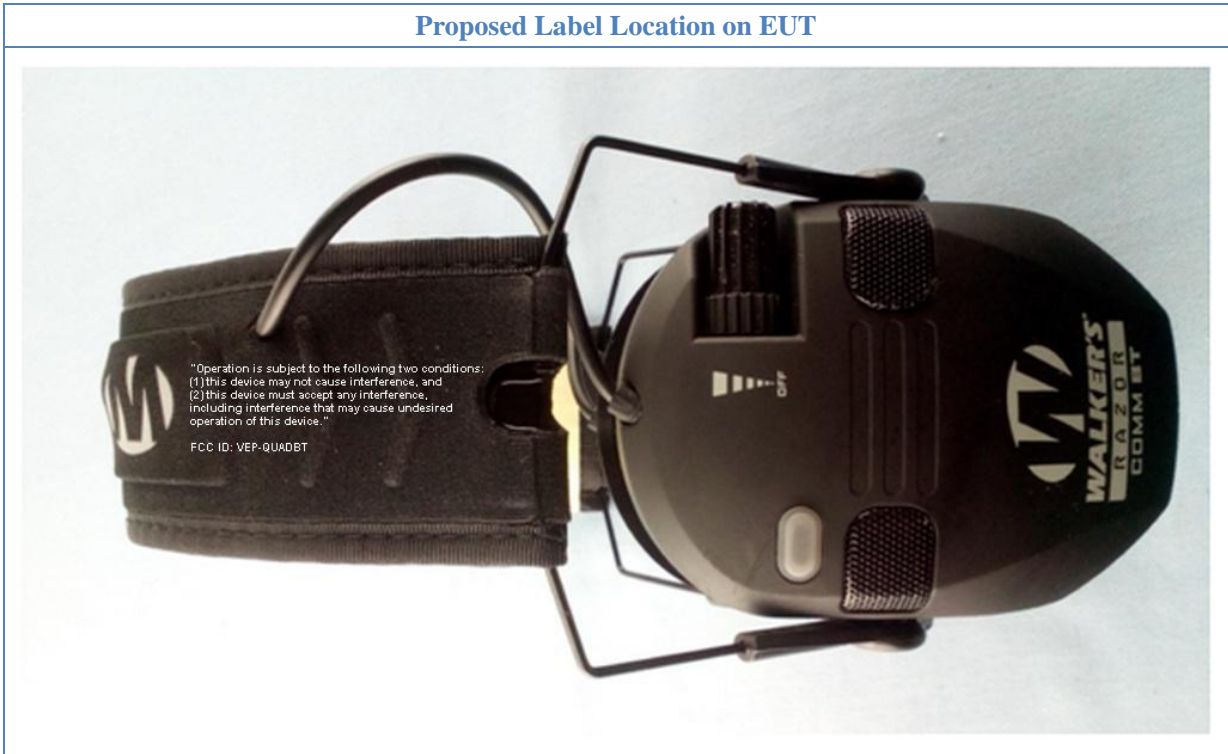 Proposed Label Location on EUT
"Operation is subject to the following two conditions:
(1)this device may not cause interference, and
(2)this device must accept any interference,
including interference that may cause undesired
operation of this device."
FCC ID: VEP-QUADBT
OFF
WALKER'S
RAZOR
COMM BT